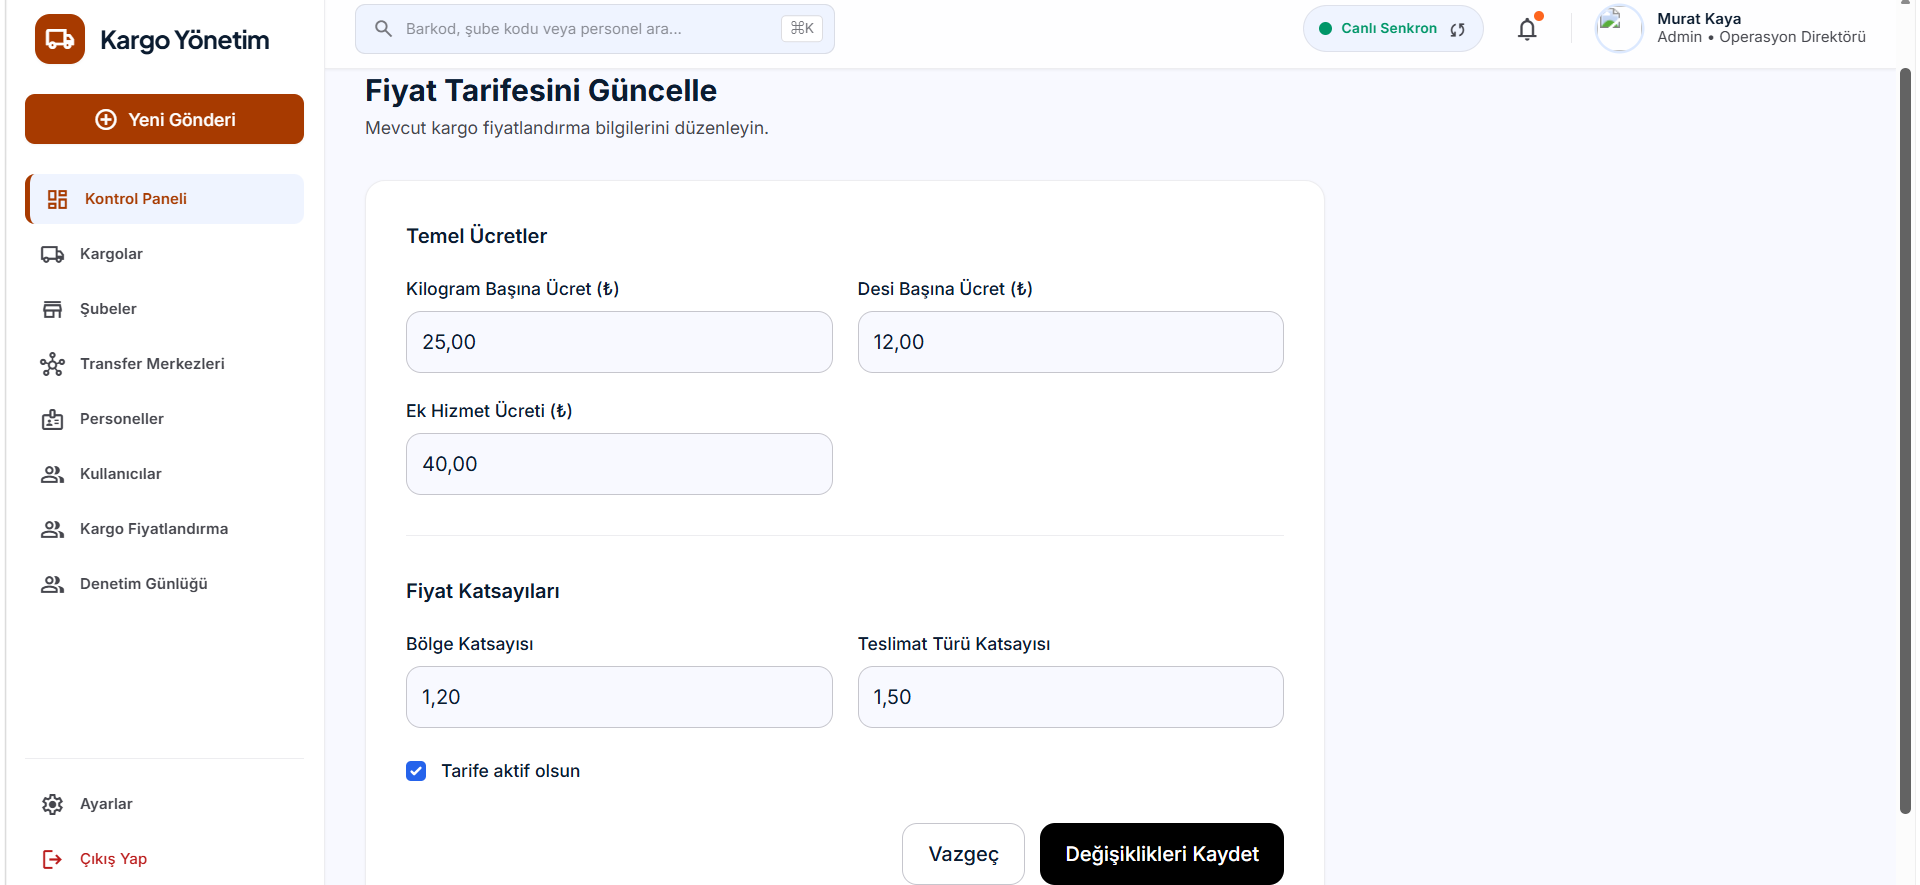 Kargo Yönetim
Yeni Gönderi
Kontrol Paneli
Kargolar
Şubeler
Transfer Merkezleri
Personeller
Kullanıcılar
Kargo Fiyatlandırma
Denetim Günlüğü
Ayarlar
Çıkış Yap
Barkod, şube kodu veya personel ara...
⌘K
Canlı Senkron
Murat Kaya
Admin • Operasyon Direktörü
Fiyat Tarifesini Güncelle
Mevcut kargo fiyatlandırma bilgilerini düzenleyin.
Temel Ücretler
Kilogram Başına Ücret (₺)
25,00
Desi Başına Ücret (₺)
12,00
Ek Hizmet Ücreti (₺)
40,00
Fiyat Katsayıları
Bölge Katsayısı
1,20
Teslimat Türü Katsayısı
1,50
Tarife aktif olsun
Vazgeç
Değişiklikleri Kaydet